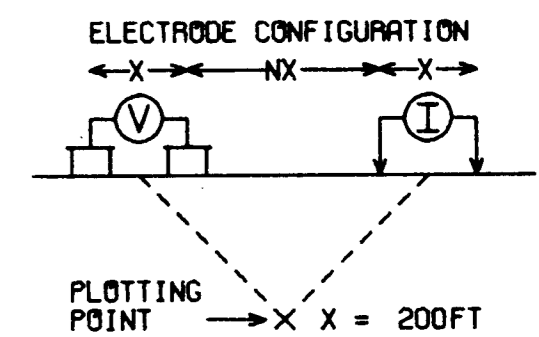 ELECTRODE CONFIGURATION
X NX X
V I
PLOTTING
POINT X X = 200FT